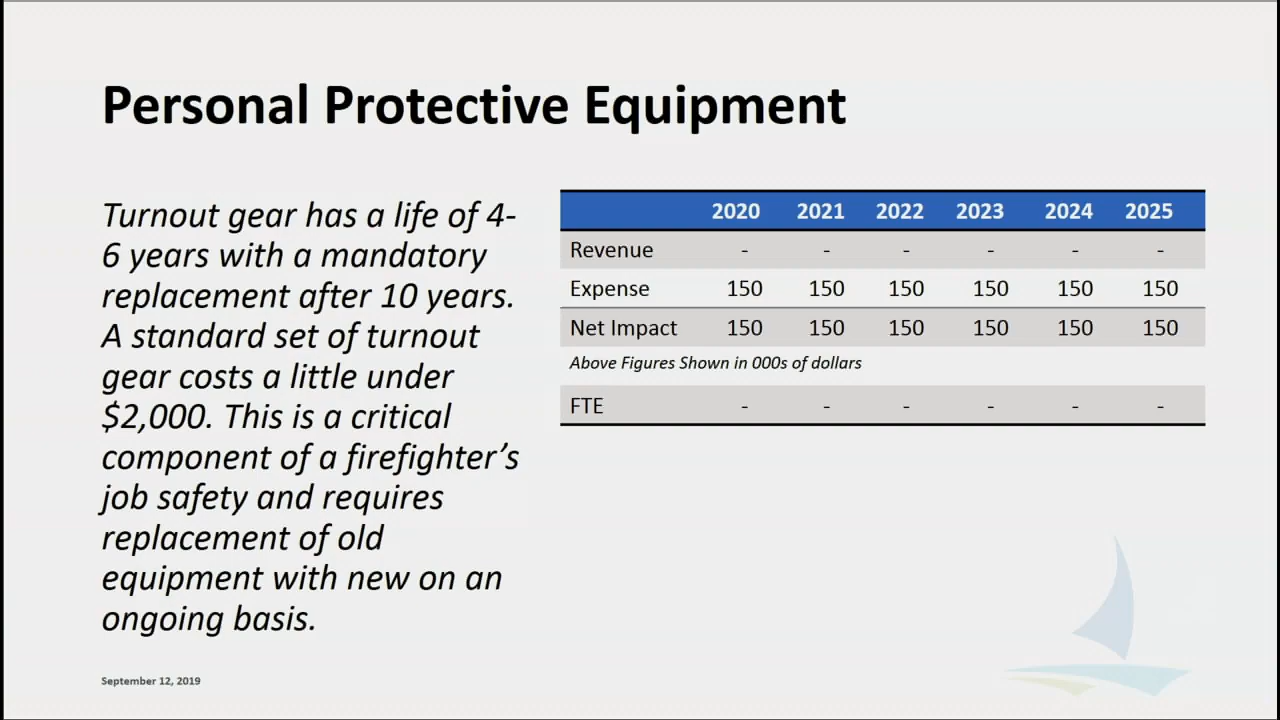 Personal Protective Equipment
Turnout gear has a life of 4-
6 years with a mandatory
replacement after 10 years.
A standard set of turnout
gear costs a little under
$2,000. This is a critical
component of a firefighter’s
job safety and requires
replacement of old
equipment with new on an
ongoing basis.
2020 2021 2022 2023 2024 2025
Revenue - - - - - -
Expense 150 150 150 150 150 150
Net Impact 150 150 150 150 150 150
Above Figures Shown in 000s of dollars
FTE - - - - - -
September 12, 2019